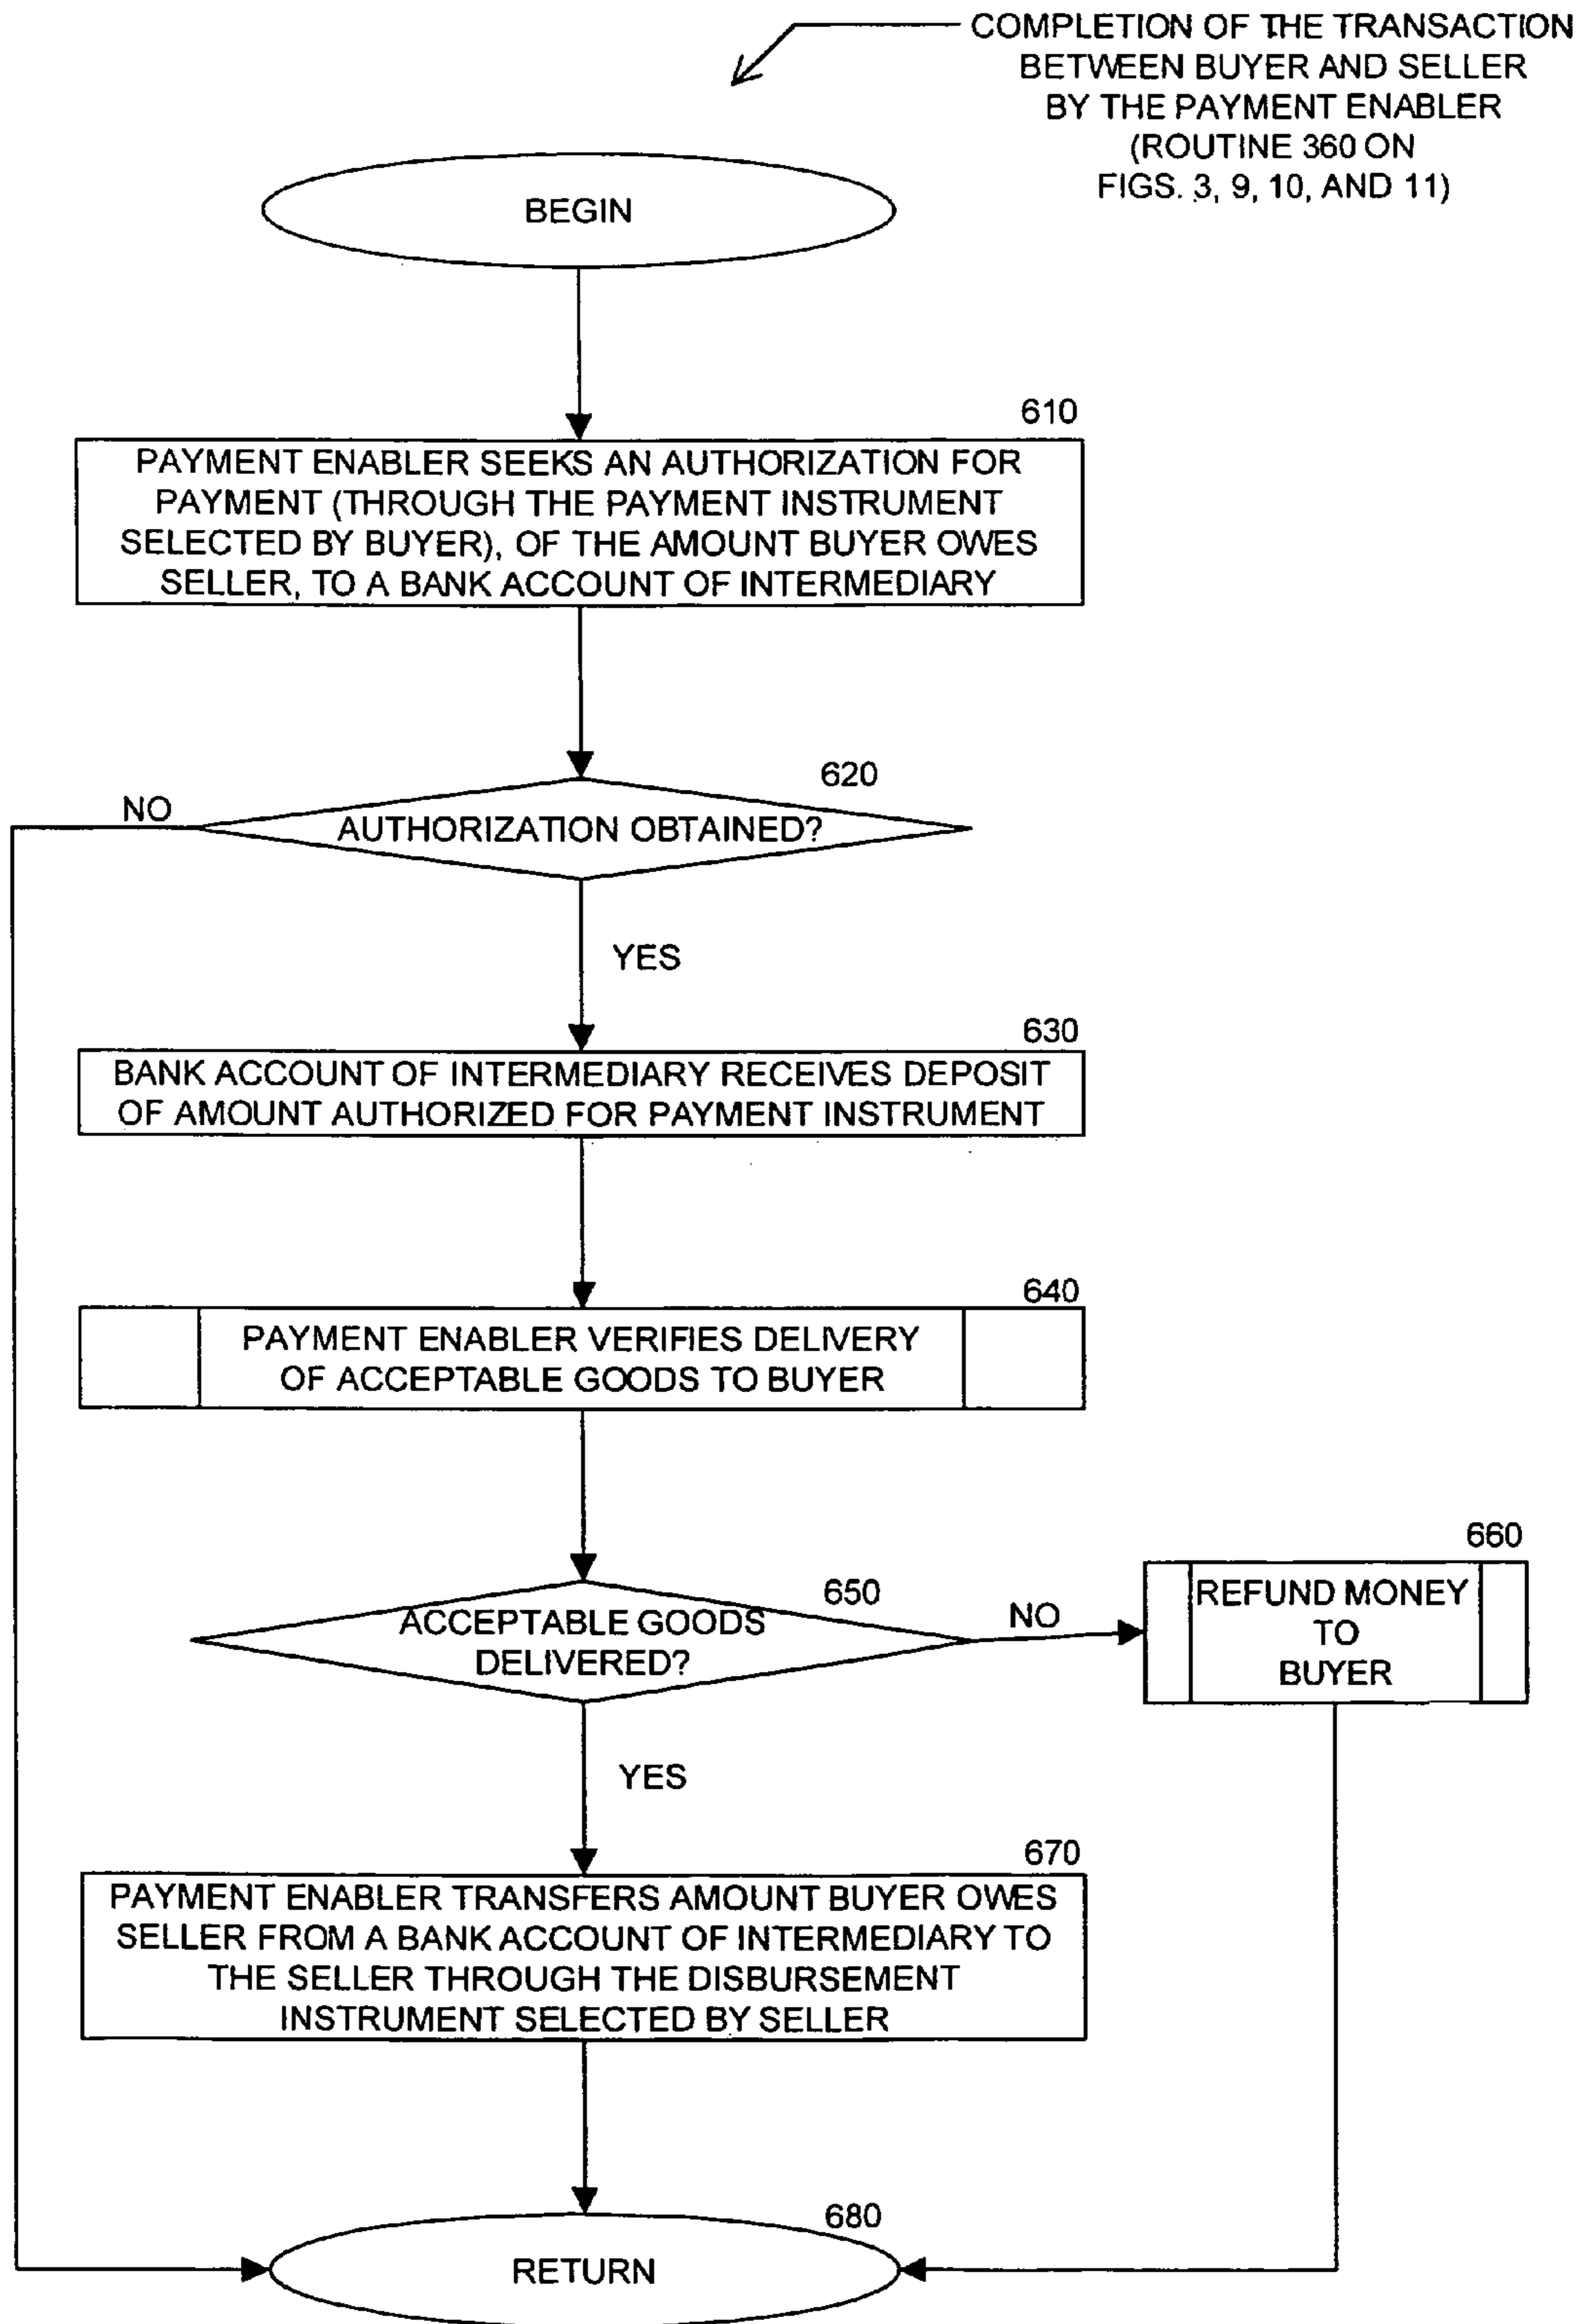 COMPLETION OF THE TRANSACTION
BETWEEN BUYER AND SELLER
BY THE PAYMENT ENABLER
(ROUTINE 360 ON
FIGS. 3, 9, 10, AND 11)
BEGIN
610
PAYMENT ENABLER SEEKS AN AUTHORIZATION FOR
PAYMENT (THROUGH THE PAYMENT INSTRUMENT
SELECTED BY BUYER), OF THE AMOUNT BUYER OWES
SELLER, TO A BANK ACCOUNT OF INTERMEDIARY
620
NO
AUTHORIZATION OBTAINED?
YES
630
BANK ACCOUNT OF INTERMEDIARY RECEIVES DEPOSIT
OF AMOUNT AUTHORIZED FOR PAYMENT INSTRUMENT
640
PAYMENT ENABLER VERIFIES DELIVERY
OF ACCEPTABLE GOODS TO BUYER
650
ACCEPTABLE GOODS
DELIVERED?
NO
660
REFUND MONEY
TO
BUYER
YES
670
PAYMENT ENABLER TRANSFERS AMOUNT BUYER OWES
SELLER FROM A BANK ACCOUNT OF INTERMEDIARY TO
THE SELLER THROUGH THE DISBURSEMENT
INSTRUMENT SELECTED BY SELLER
680
RETURN